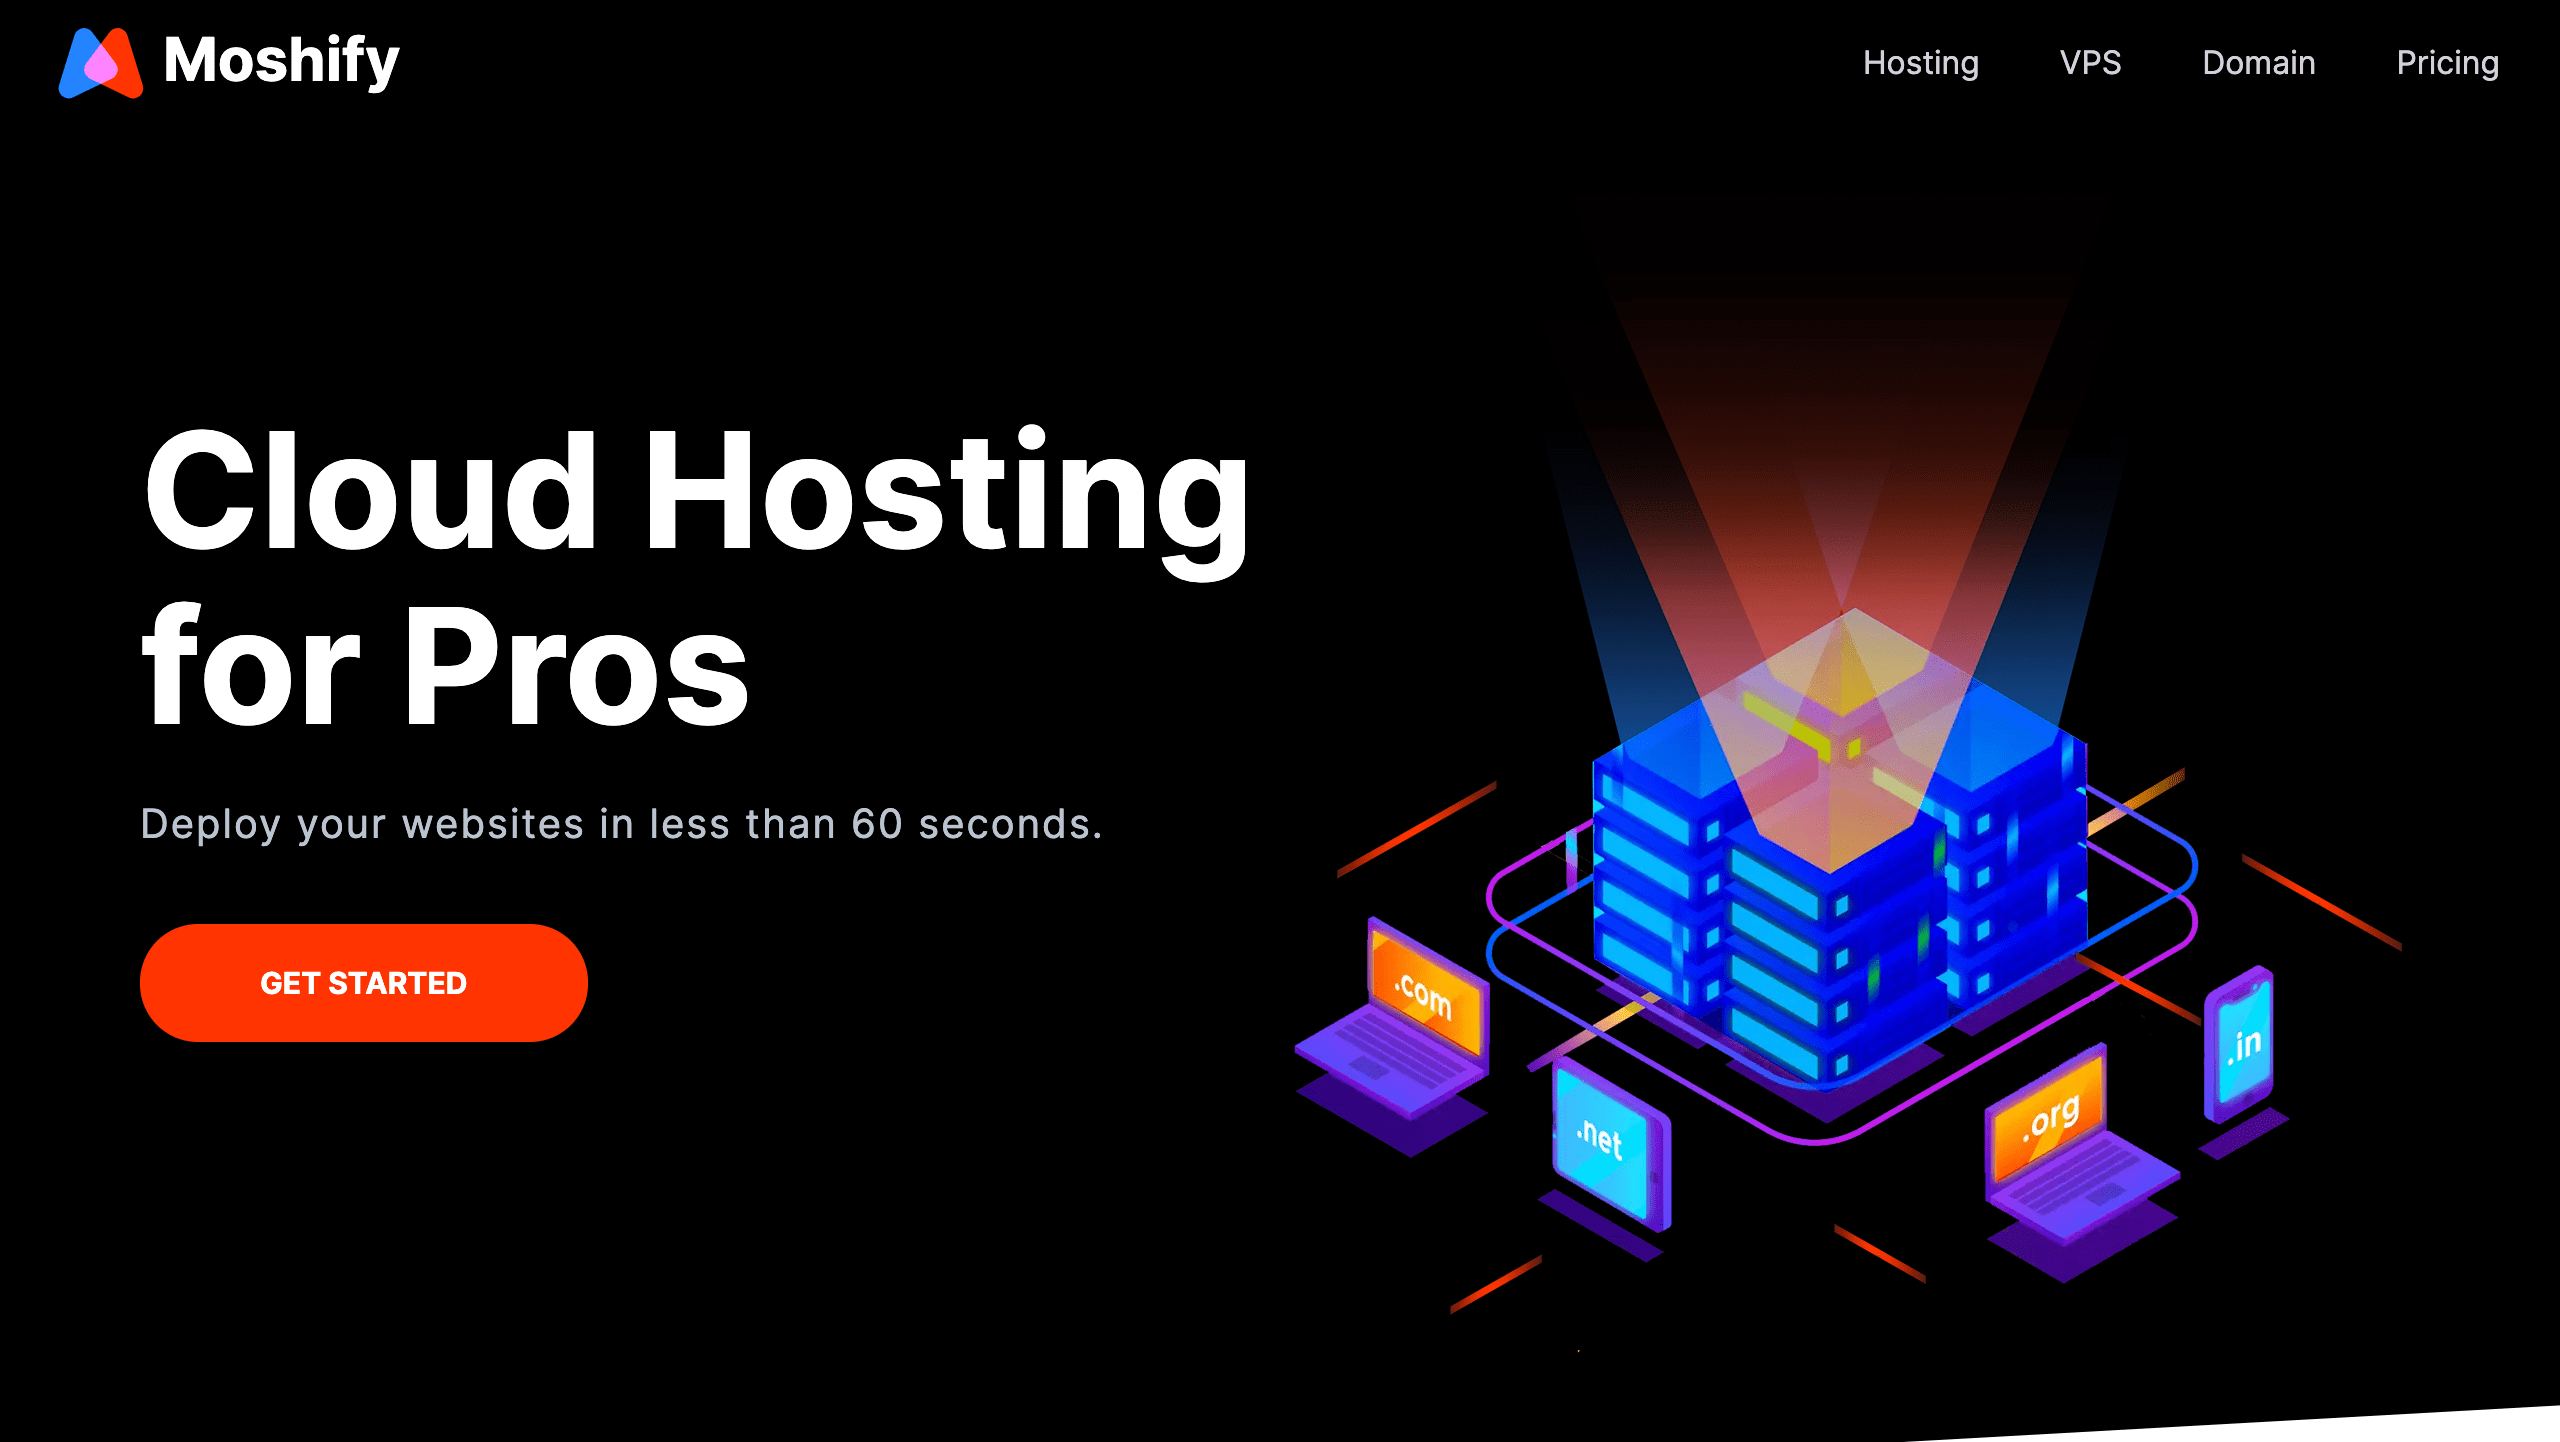 Moshify
Hosting VPS Domain Pricing
Cloud Hosting
for Pros
Deploy your websites in less than 60 seconds.
GET STARTED
.com
.net
.org
.in